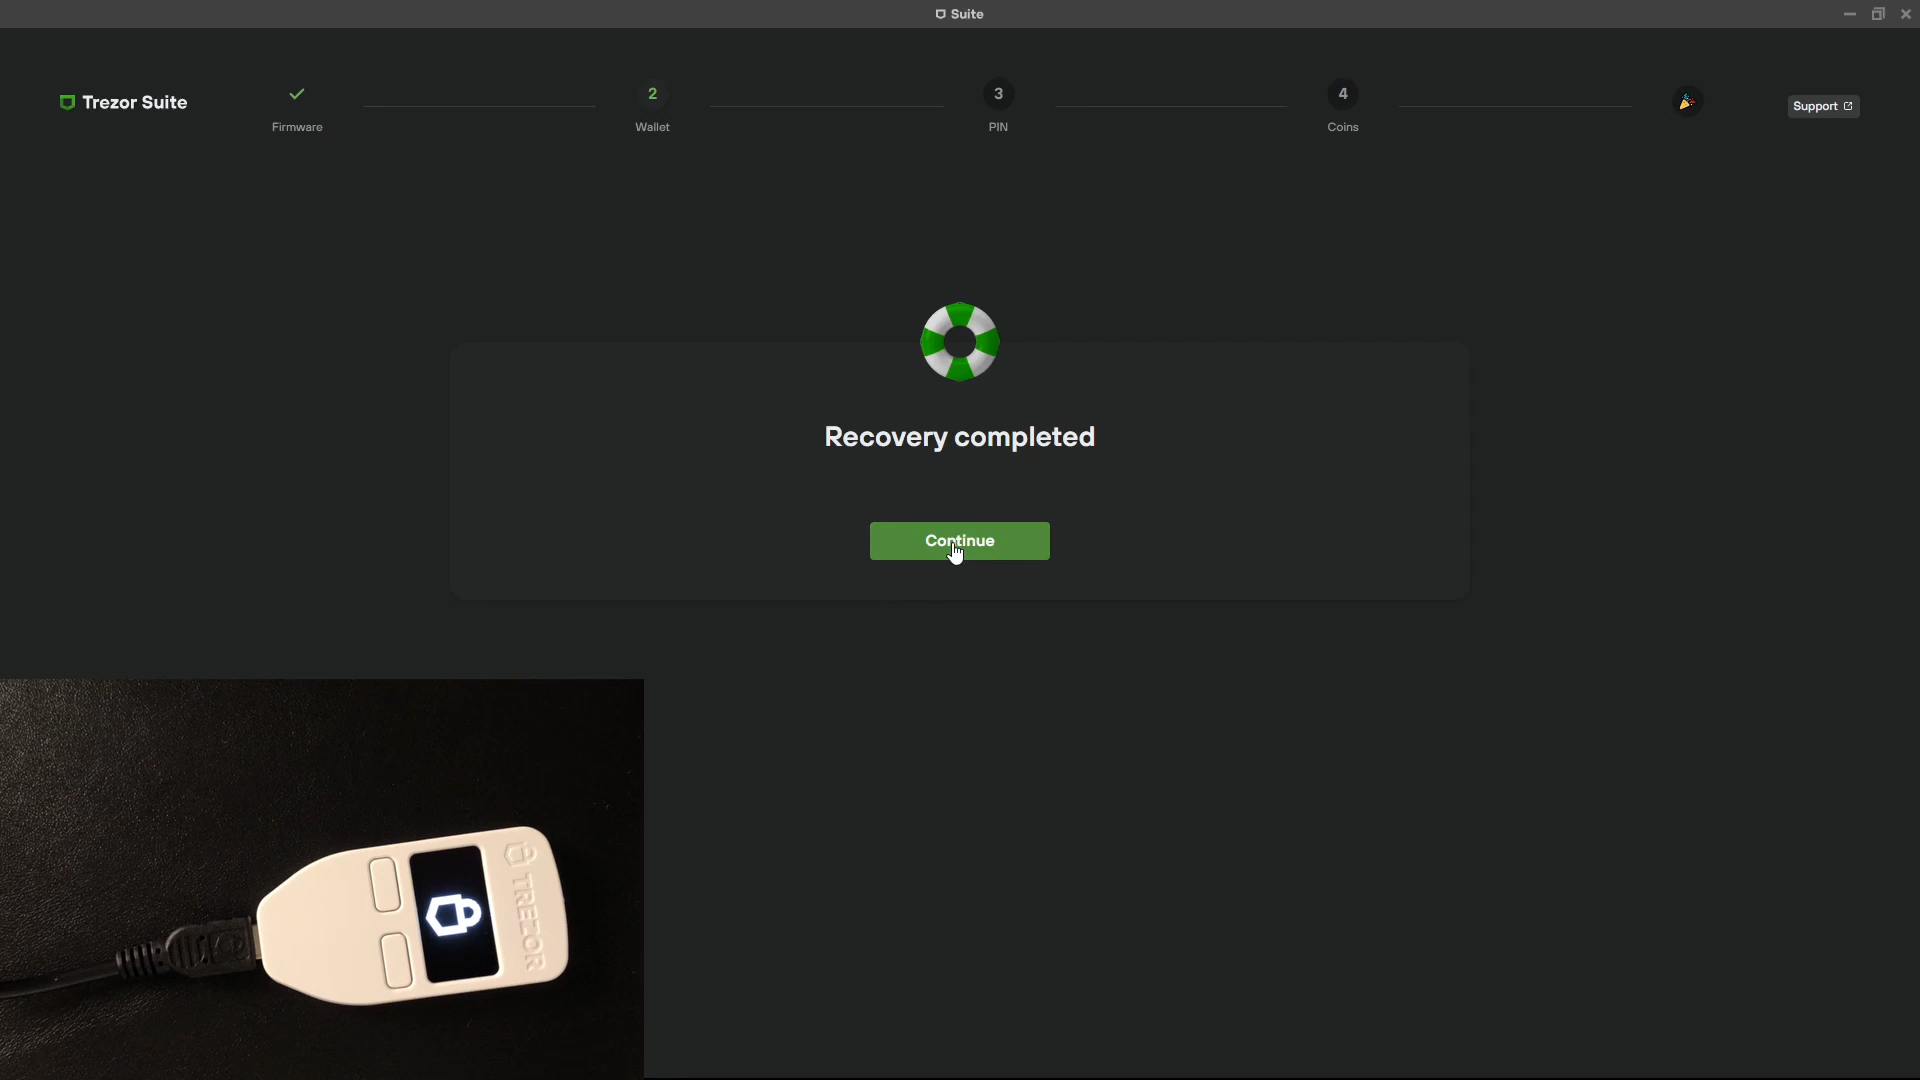 Suite
Trezor Suite
Firmware
2
Wallet
3
PIN
4
Coins
Support
Recovery completed
Continue
TREZOR